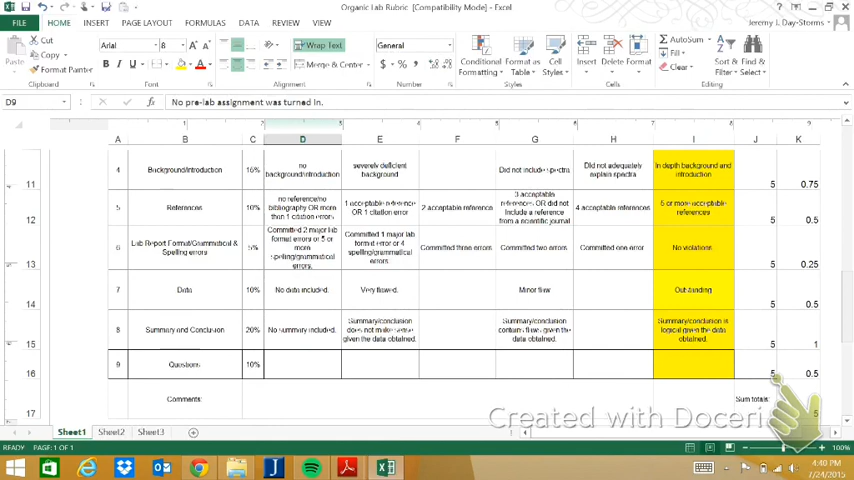 Organic Lab Rubric [Compatibility Mode] - Excel
FILE HOME INSERT PAGE LAYOUT FORMULAS DATA REVIEW VIEW Jeremy J. Day-Storms
Cut
Copy
Format Painter
Paste
Arial 8
Wrap Text
Merge & Center
General
Conditional Formatting
Format as Table
Cell Styles
Insert Delete Format
AutoSum
Fill
Clear
Sort & Filter
Find & Select
Clipboard Font Alignment Number Styles Cells Editing
D9 No pre-lab assignment was turned in.
A B C D E F G H I J K
11 4 Background/introduction 15% no background/introduction severely deficient background Did not include spectra Did not adequately explain spectra In depth background and introduction 5 0.75
12 5 References 10% no reference/no bibliography OR more than 1 citation errors 1 acceptable reference OR 1 citation error 2 acceptable reference 3 acceptable references OR did not include a reference from a scientific journal 4 acceptable references 5 or more acceptable references 5 0.5
13 6 Lab Report Format/Grammatical & Spelling errors 5% Committed 2 major lab format errors or 5 or more spelling/grammatical errors. Committed 1 major lab format error or 4 spelling/grammatical errors Committed three errors Committed two errors Committed one error No violations 5 0.25
14 7 Data 10% No data included. Very flawed. Minor flaw Outstanding 5 0.5
15 8 Summary and Conclusion 20% No summary included. Summary/conclusion does not make sense given the data obtained. Summary/conclusion contains flaws given the data obtained. Summary/conclusion is logical given the data obtained. 5 1
16 9 Questions 10% 5 0.5
17 Comments: Sum totals: 5
Created with Doceri
Sheet1 Sheet2 Sheet3
READY PAGE: 1 OF 1 100%
4:40 PM
7/24/2015